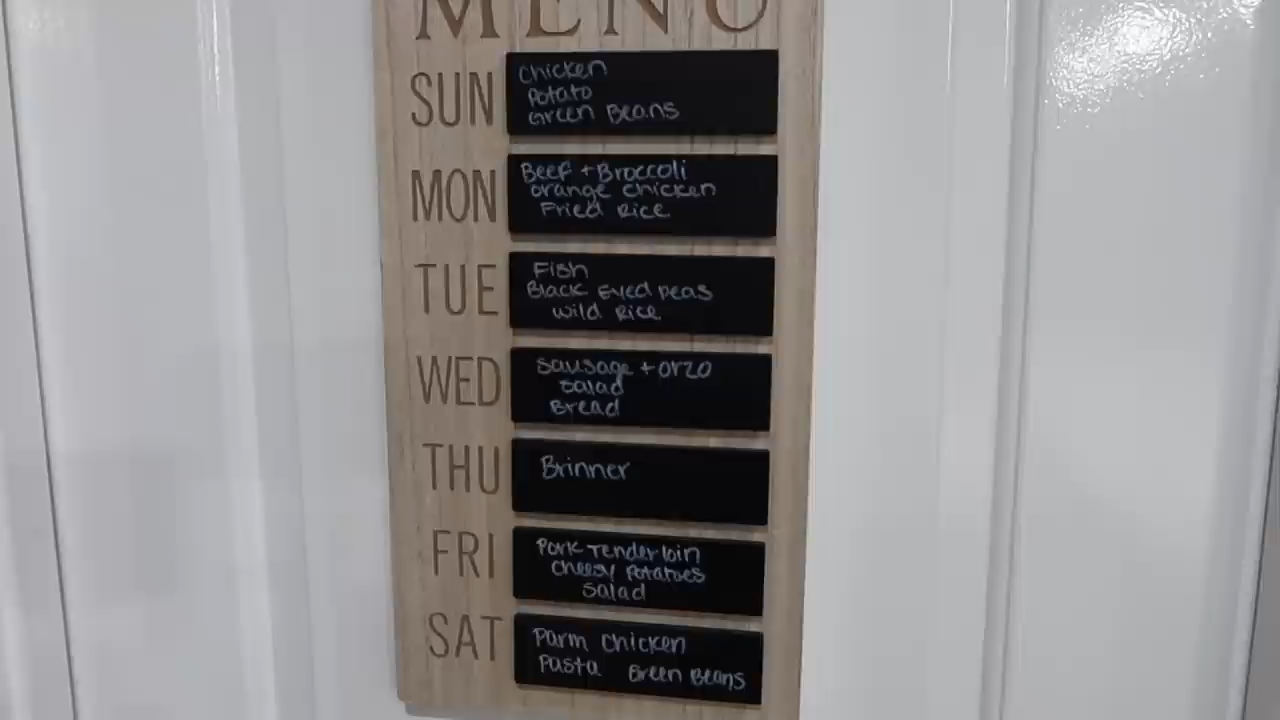 MENU
SUN
Chicken
Potato
Green Beans
MON
Beef + Broccoli
orange chicken
Fried Rice
TUE
Fish
Black Eyed peas
wild Rice
WED
Sausage + orzo
Salad
Bread
THU
Brinner
FRI
Pork Tenderloin
cheesy Potatoes
Salad
SAT
Parm Chicken
Pasta Green Beans